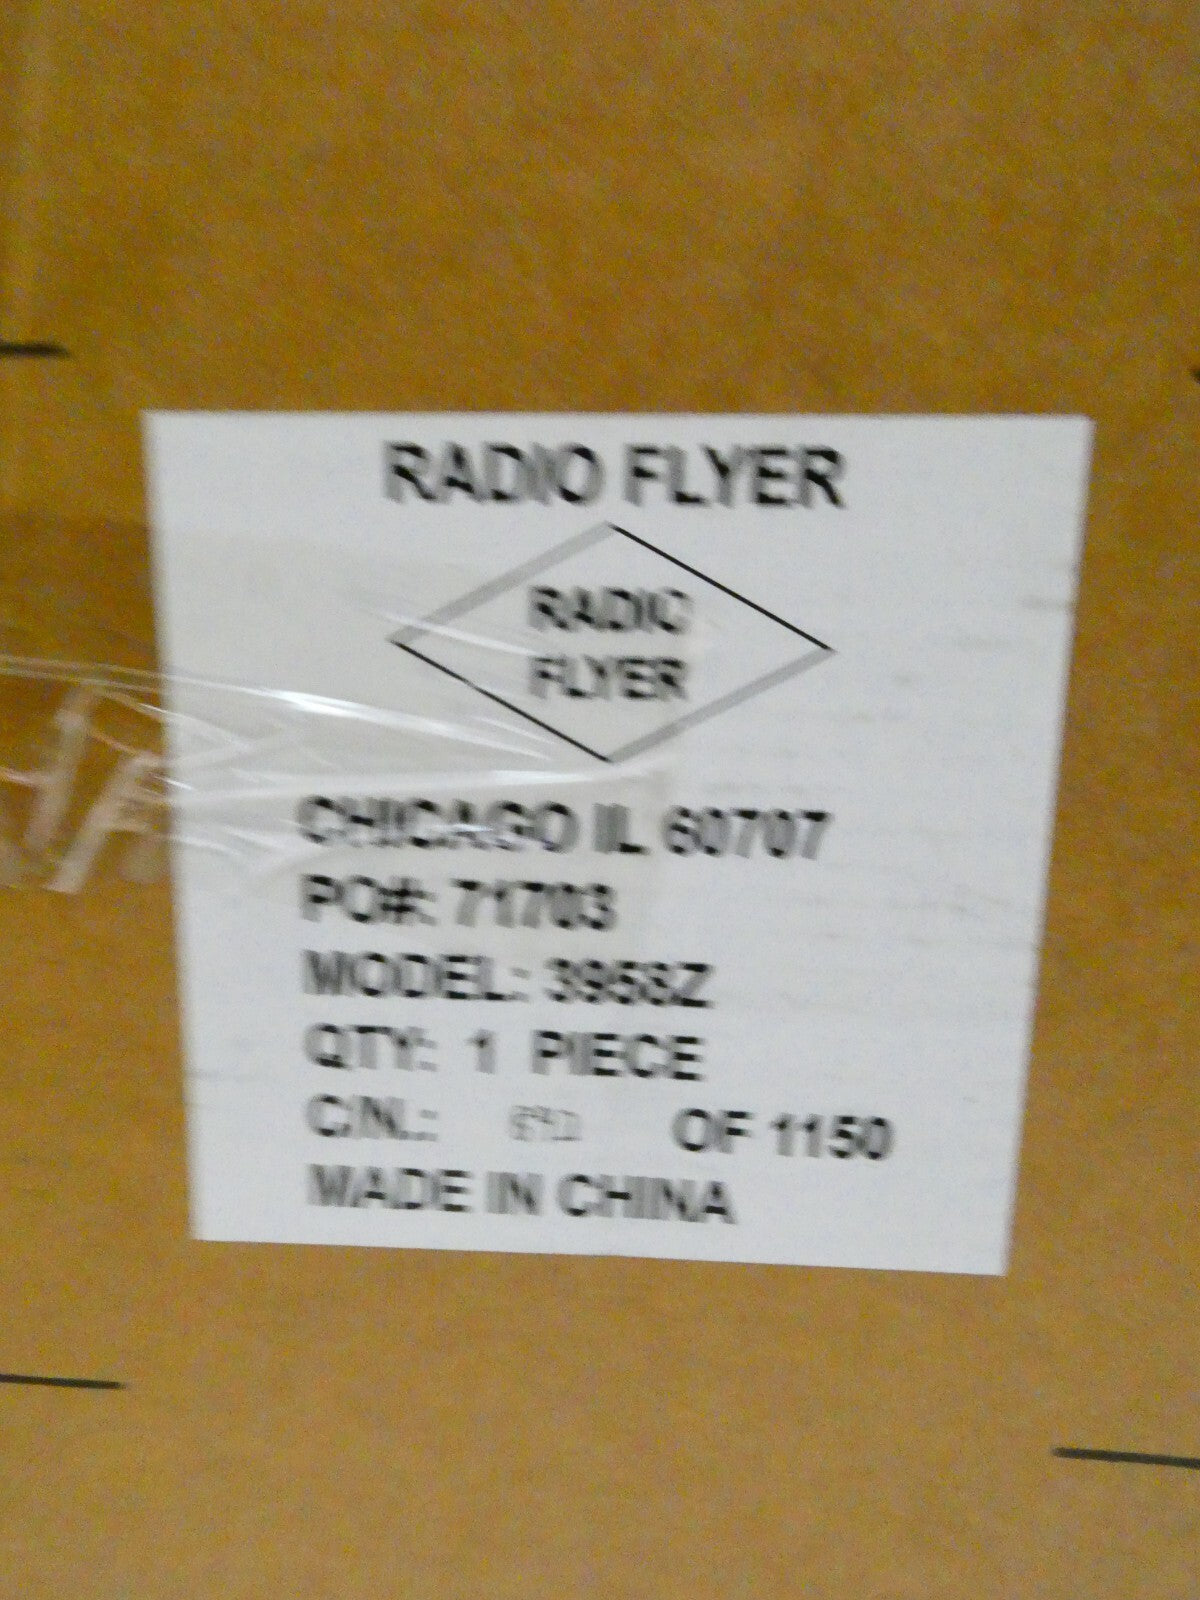 RADIO FLYER
RADIO
FLYER
CHICAGO IL 60707
PO#: 71703
MODEL: 3958Z
QTY: 1 PIECE
C/N.: OF 1150
MADE IN CHINA